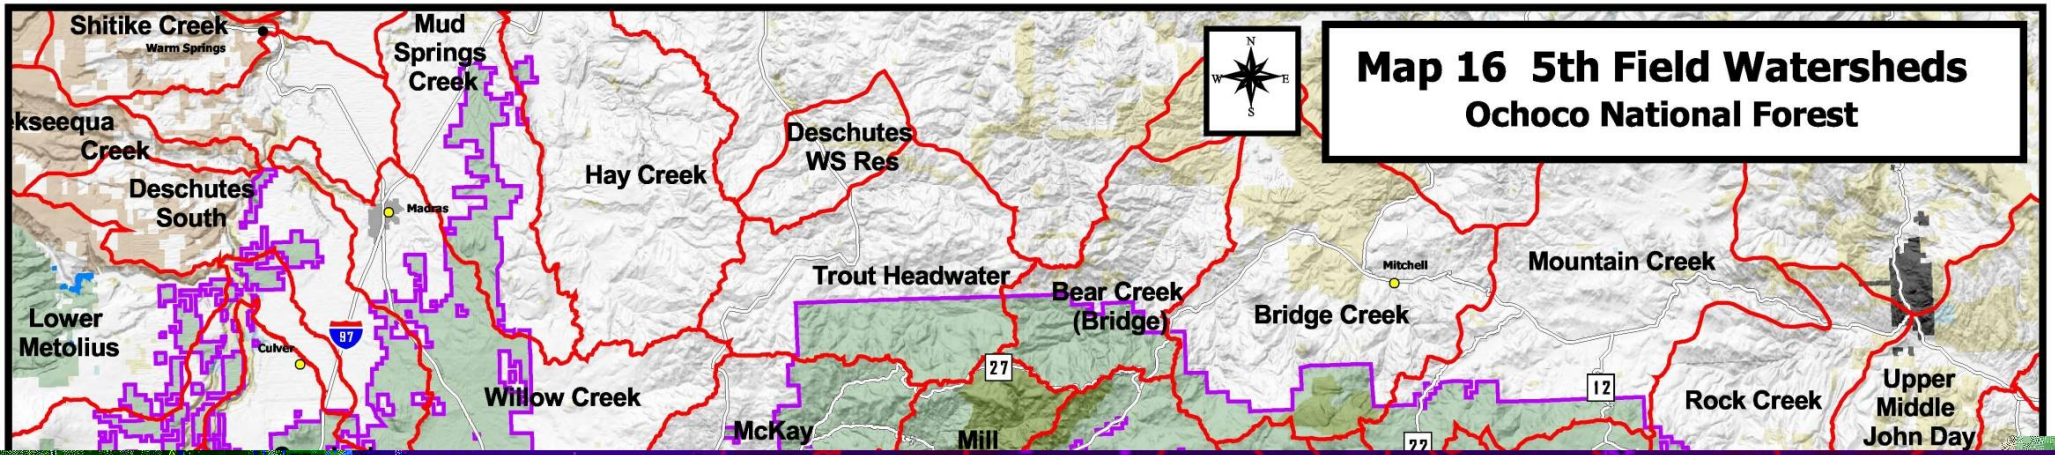 Map 16 5th Field Watersheds
Ochoco National Forest
N
W E
S
Shitike Creek
Warm Springs
Mud
Springs
Creek
Creek
Deschutes
South
Madras
Hay Creek
Deschutes
WS Res
Trout Headwater
Bear Creek
(Bridge)
Mitchell
Bridge Creek
Mountain Creek
Lower
Metolius
97
Culver
Willow Creek
McKay
27
Mill
12
22
Rock Creek
Upper
Middle
John Day